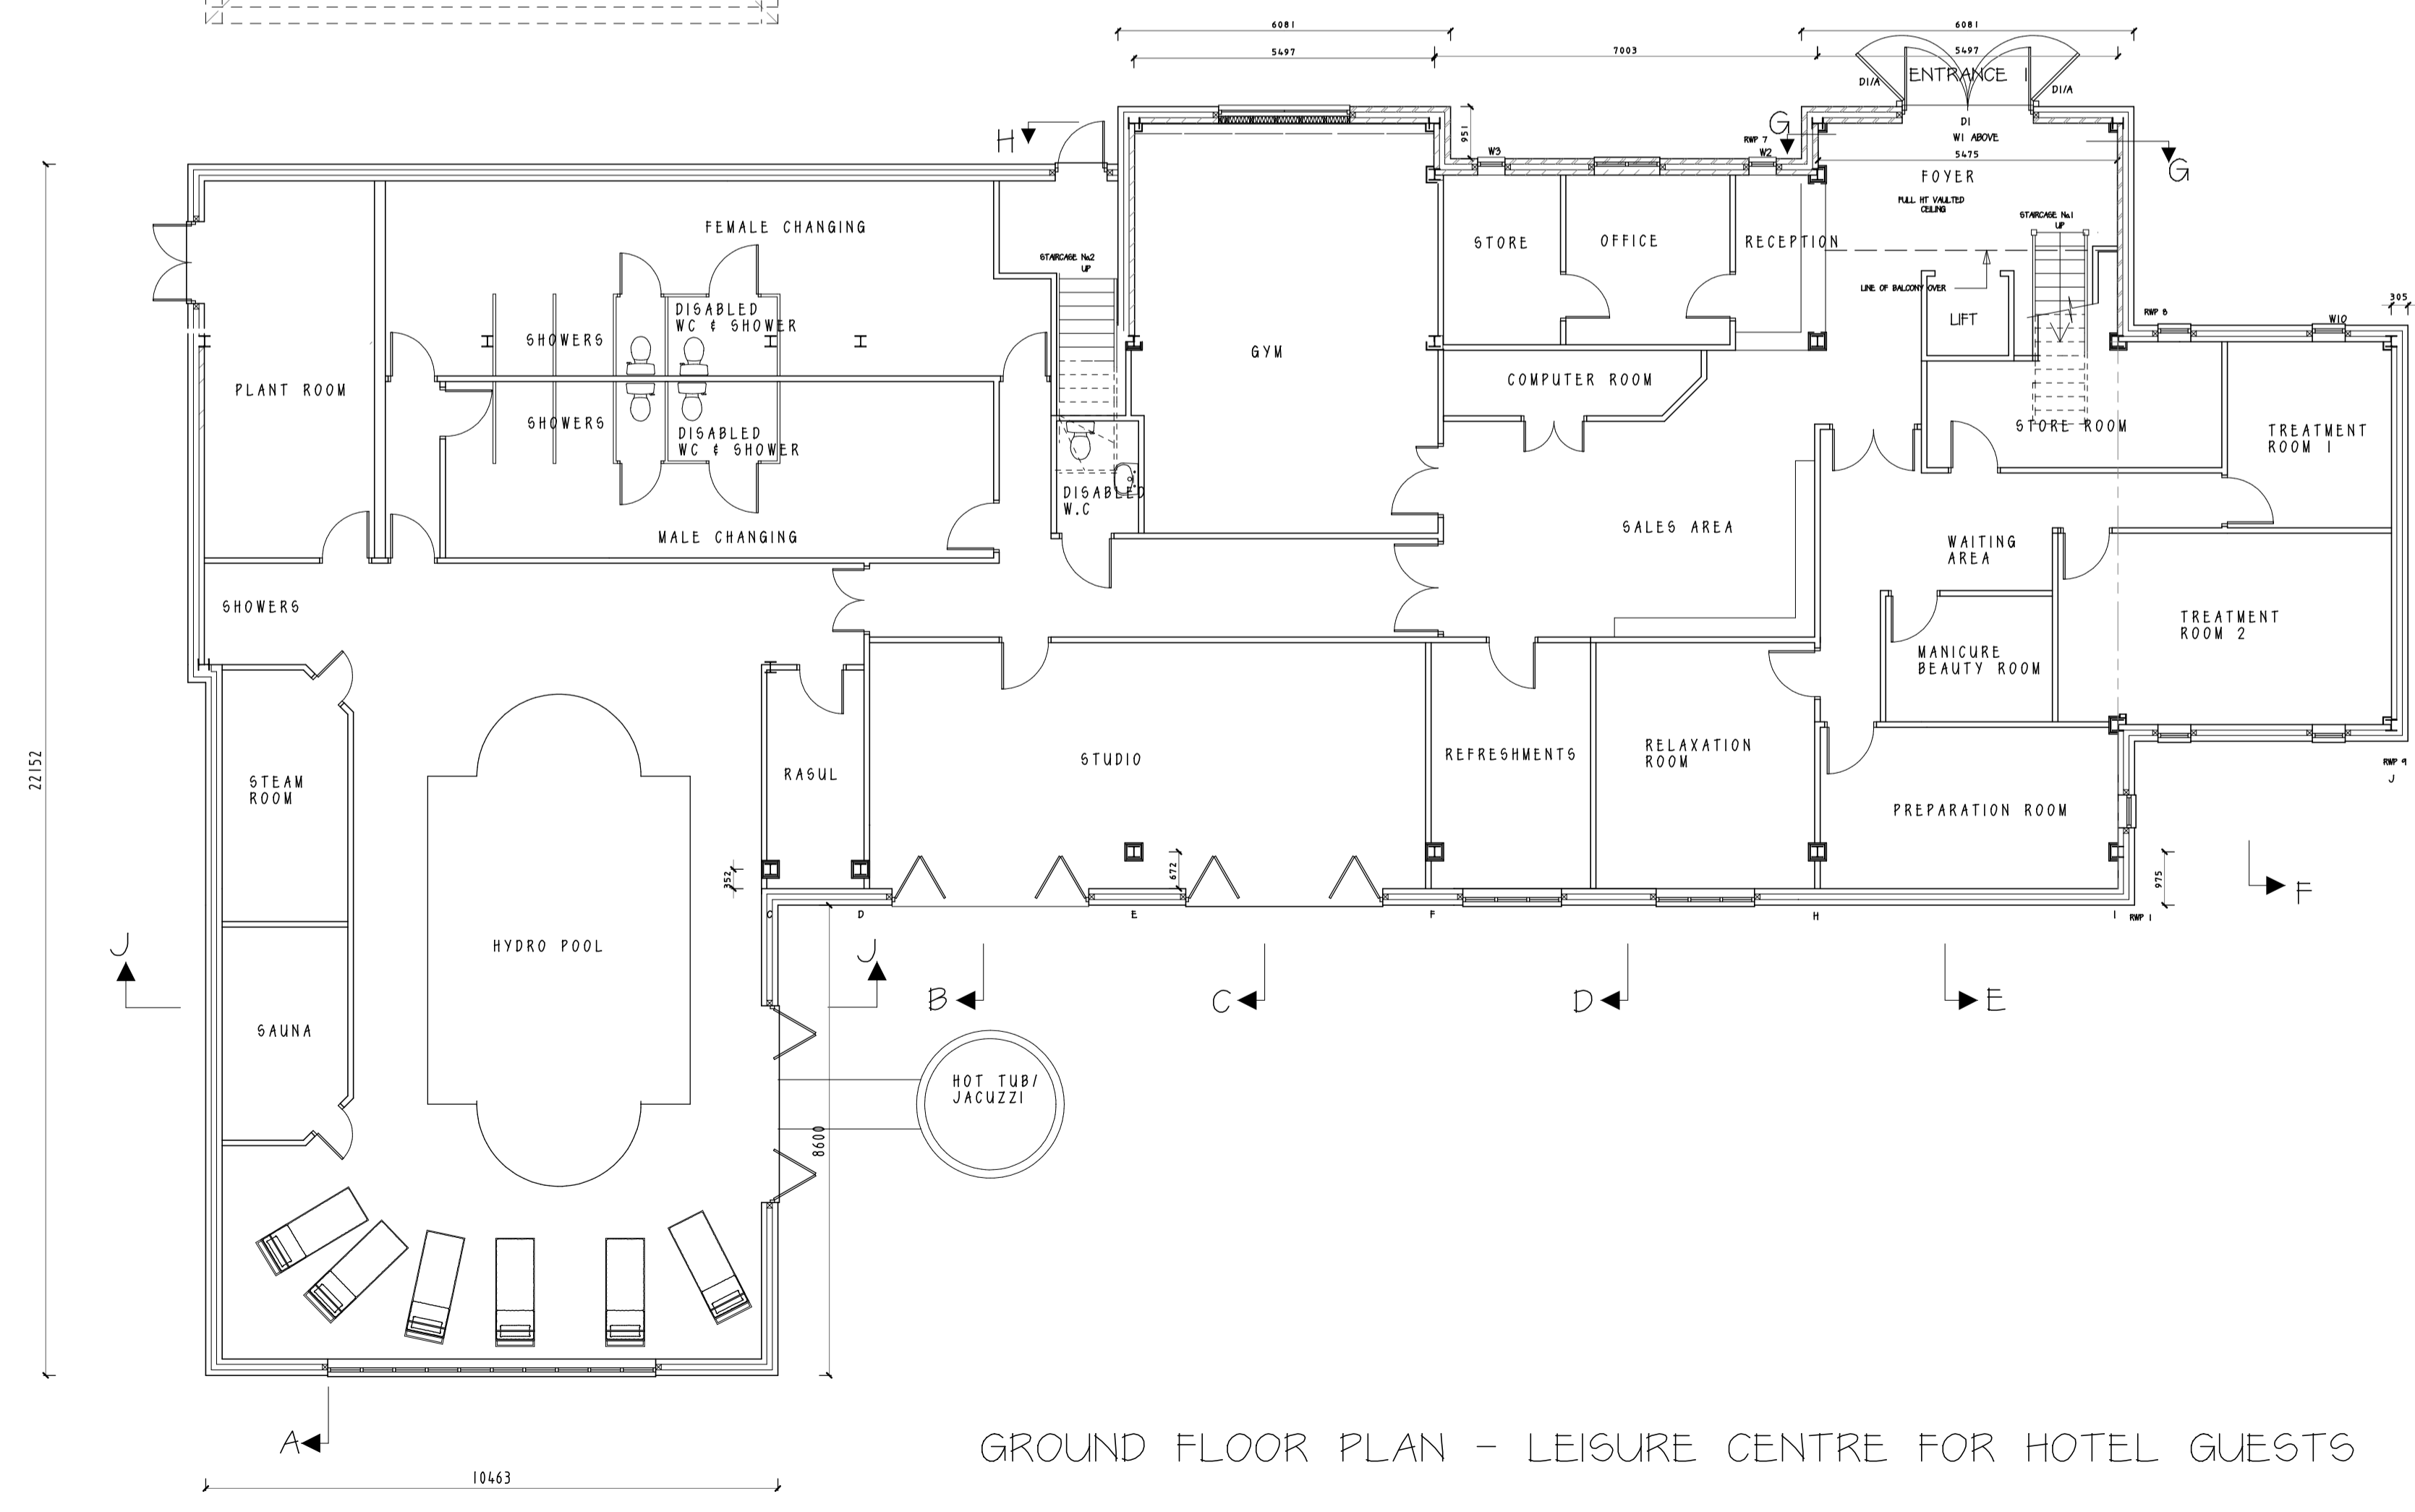 6081
6081
5497
7003
5497
ENTRANCE 1
D1/A
D1/A
D1
W1 ABOVE
5475
951
H
G
G
RWP 7
W3
W2
FOYER
FULL HT VAULTED
CEILING
STAIRCASE No.1
UP
FEMALE CHANGING
STORE
OFFICE
RECEPTION
STAIRCASE No.2
UP
LINE OF BALCONY OVER
LIFT
305
RWP 8
W10
DISABLED
WC & SHOWER
SHOWERS
GYM
COMPUTER ROOM
PLANT ROOM
SHOWERS
DISABLED
WC & SHOWER
STORE ROOM
TREATMENT
ROOM 1
DISABLED
W.C
MALE CHANGING
SALES AREA
WAITING
AREA
SHOWERS
TREATMENT
ROOM 2
MANICURE
BEAUTY ROOM
22152
STEAM
ROOM
RASUL
STUDIO
REFRESHMENTS
RELAXATION
ROOM
PREPARATION ROOM
RWP 9
J
352
672
975
C
D
E
F
H
I
RWP 1
F
HYDRO POOL
J
J
B
C
D
E
SAUNA
HOT TUB/
JACUZZI
8600
A
10463
GROUND FLOOR PLAN - LEISURE CENTRE FOR HOTEL GUESTS